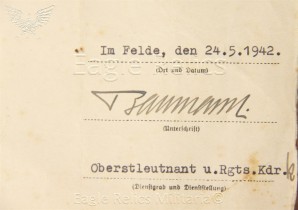 Im Felde, den 24.5.1942.
(Ort und Datum)
Baumann.
(Unterschrift)
Oberstleutnant u.Rgts.Kdr.
(Dienstgrad und Dienststellung)